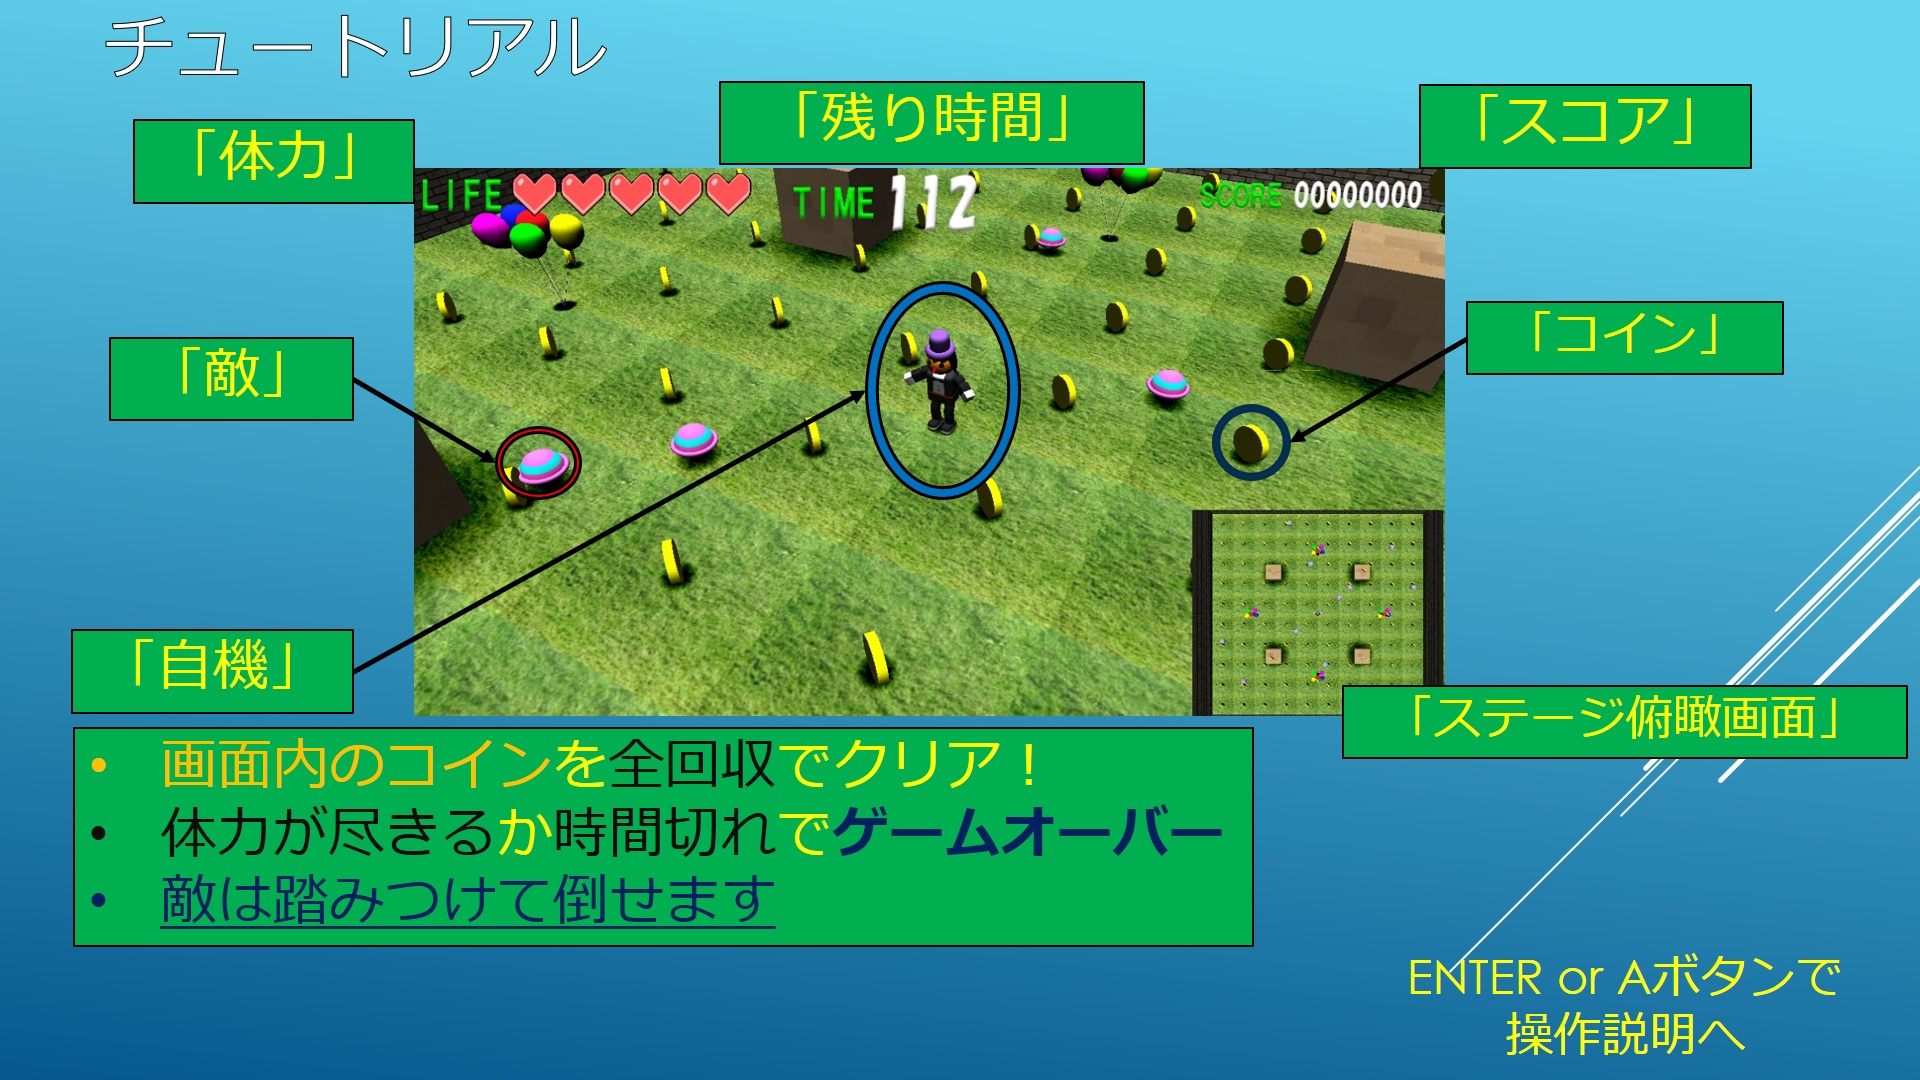 チュートリアル
「体力」
「残り時間」
「スコア」
LIFE
TIME 112
SCORE 00000000
「敵」
「コイン」
「自機」
「ステージ俯瞰画面」
• 画面内のコインを全回収でクリア！
• 体力が尽きるか時間切れでゲームオーバー
• 敵は踏みつけて倒せます
ENTER or Aボタンで
操作説明へ